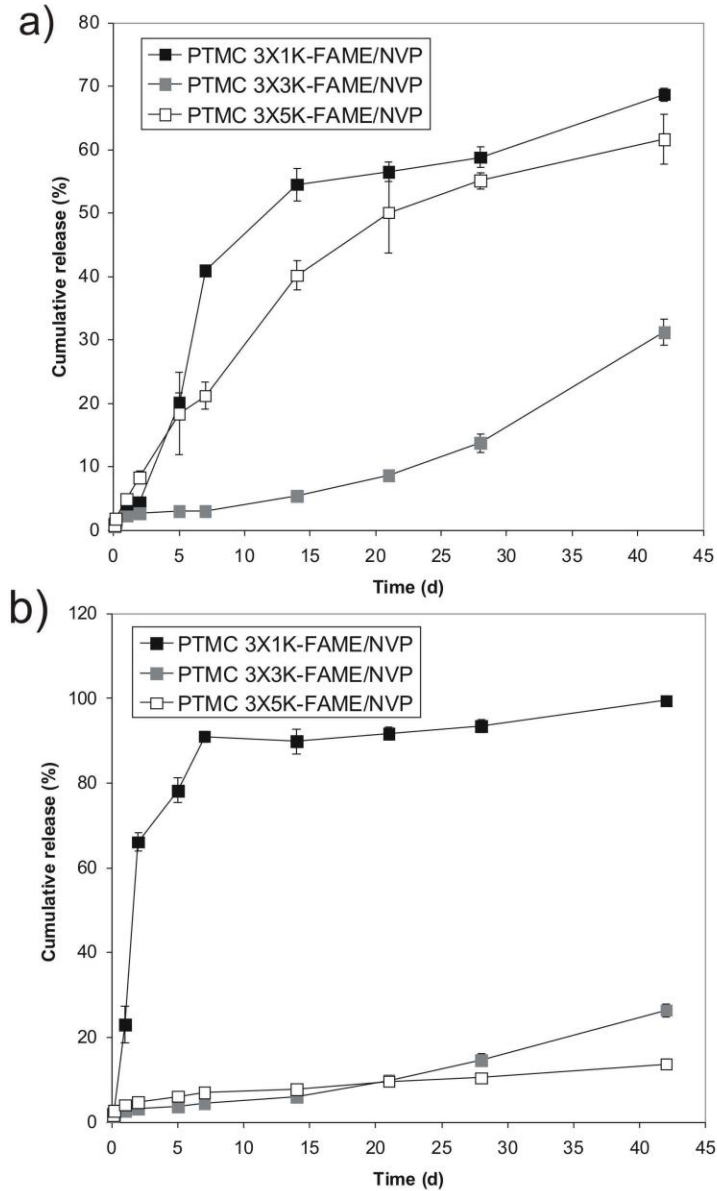 a)
80
70
60
50
40
30
20
10
0
Cumulative release (%)
PTMC 3X1K-FAME/NVP
PTMC 3X3K-FAME/NVP
PTMC 3X5K-FAME/NVP
0 5 10 15 20 25 30 35 40 45
Time (d)
b)
120
100
80
60
40
20
0
Cumulative release (%)
PTMC 3X1K-FAME/NVP
PTMC 3X3K-FAME/NVP
PTMC 3X5K-FAME/NVP
0 5 10 15 20 25 30 35 40 45
Time (d)